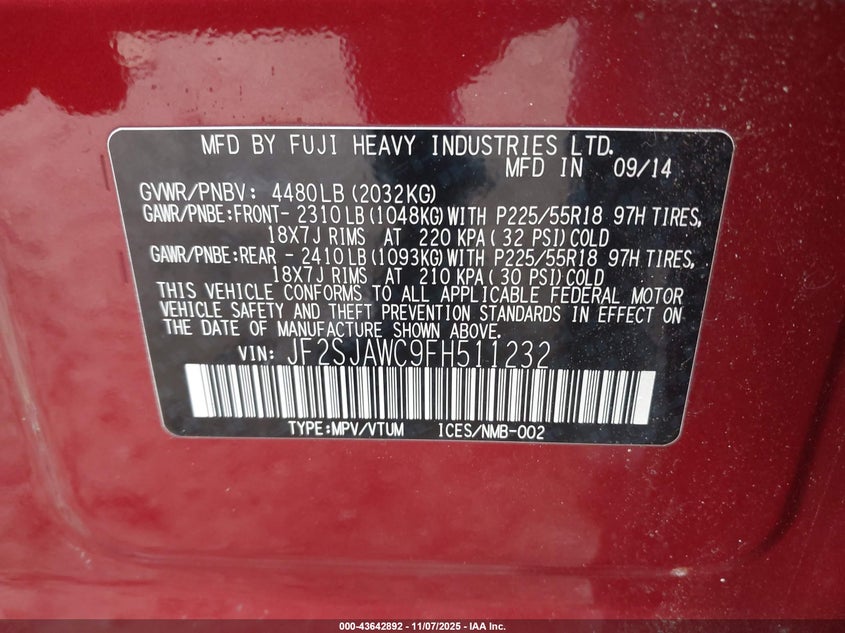 MFD BY FUJI HEAVY INDUSTRIES LTD.
MFD IN 09/14
GVWR/PNBV: 4480LB (2032KG)
GAWR/PNBE:FRONT- 2310 LB (1048KG) WITH P225/55R18 97H TIRES,
18X7J RIMS AT 220 KPA ( 32 PSI) COLD
GAWR/PNBE:REAR - 2410 LB (1093KG) WITH P225/55R18 97H TIRES,
18X7J RIMS AT 210 KPA ( 30 PSI) COLD
THIS VEHICLE CONFORMS TO ALL APPLICABLE FEDERAL MOTOR
VEHICLE SAFETY AND THEFT PREVENTION STANDARDS IN EFFECT ON
THE DATE OF MANUFACTURE SHOWN ABOVE.
VIN: JF2SJAWC9FH511232
TYPE:MPV/VTUM ICES/NMB-002
000-43642892 - 11/07/2025 - IAA Inc.